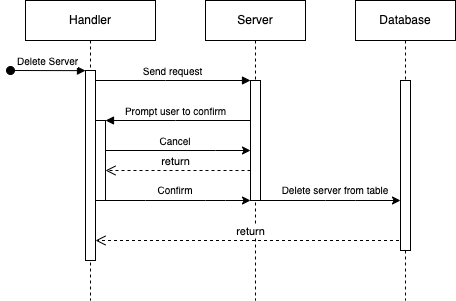 Handler
Server
Database
Delete Server
Send request
Prompt user to confirm
Cancel
return
Confirm
Delete server from table
return